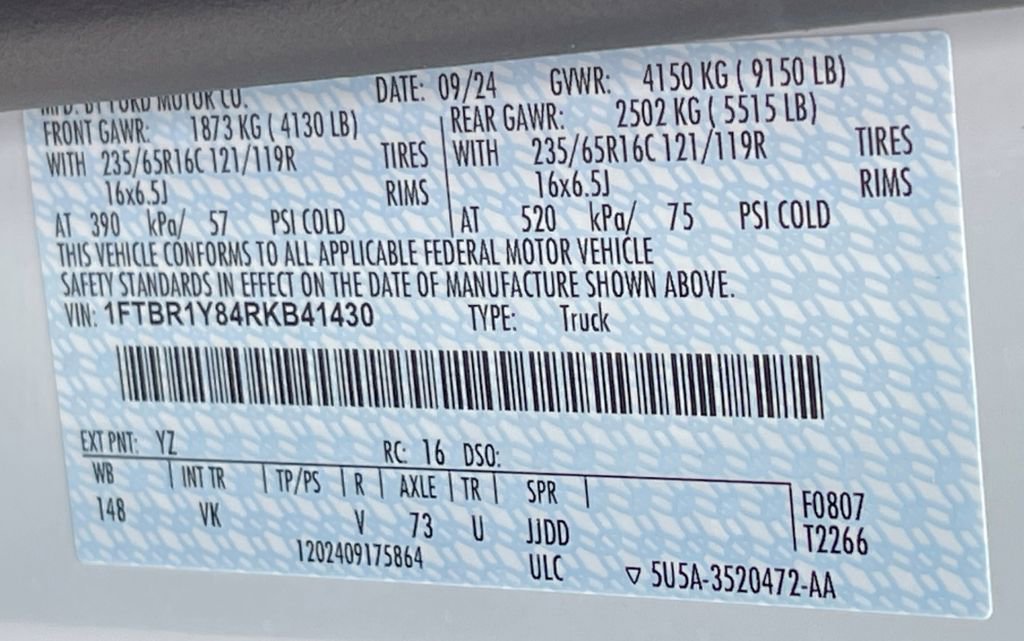 MFD. BY FORD MOTOR CO. DATE: 09/24 GVWR: 4150 KG ( 9150 LB)
FRONT GAWR: 1873 KG ( 4130 LB) REAR GAWR: 2502 KG ( 5515 LB)
WITH 235/65R16C 121/119R TIRES WITH 235/65R16C 121/119R TIRES
16x6.5J RIMS 16x6.5J RIMS
AT 390 kPa/ 57 PSI COLD AT 520 kPa/ 75 PSI COLD
THIS VEHICLE CONFORMS TO ALL APPLICABLE FEDERAL MOTOR VEHICLE
SAFETY STANDARDS IN EFFECT ON THE DATE OF MANUFACTURE SHOWN ABOVE.
VIN: 1FTBR1Y84RKB41430 TYPE: Truck
EXT PNT: YZ RC: 16 DSO:
WB INT TR TP/PS R AXLE TR SPR F0807
148 VK V 73 U JJDD T2266
1202409175864 ULC ▽ 5U5A-3520472-AA